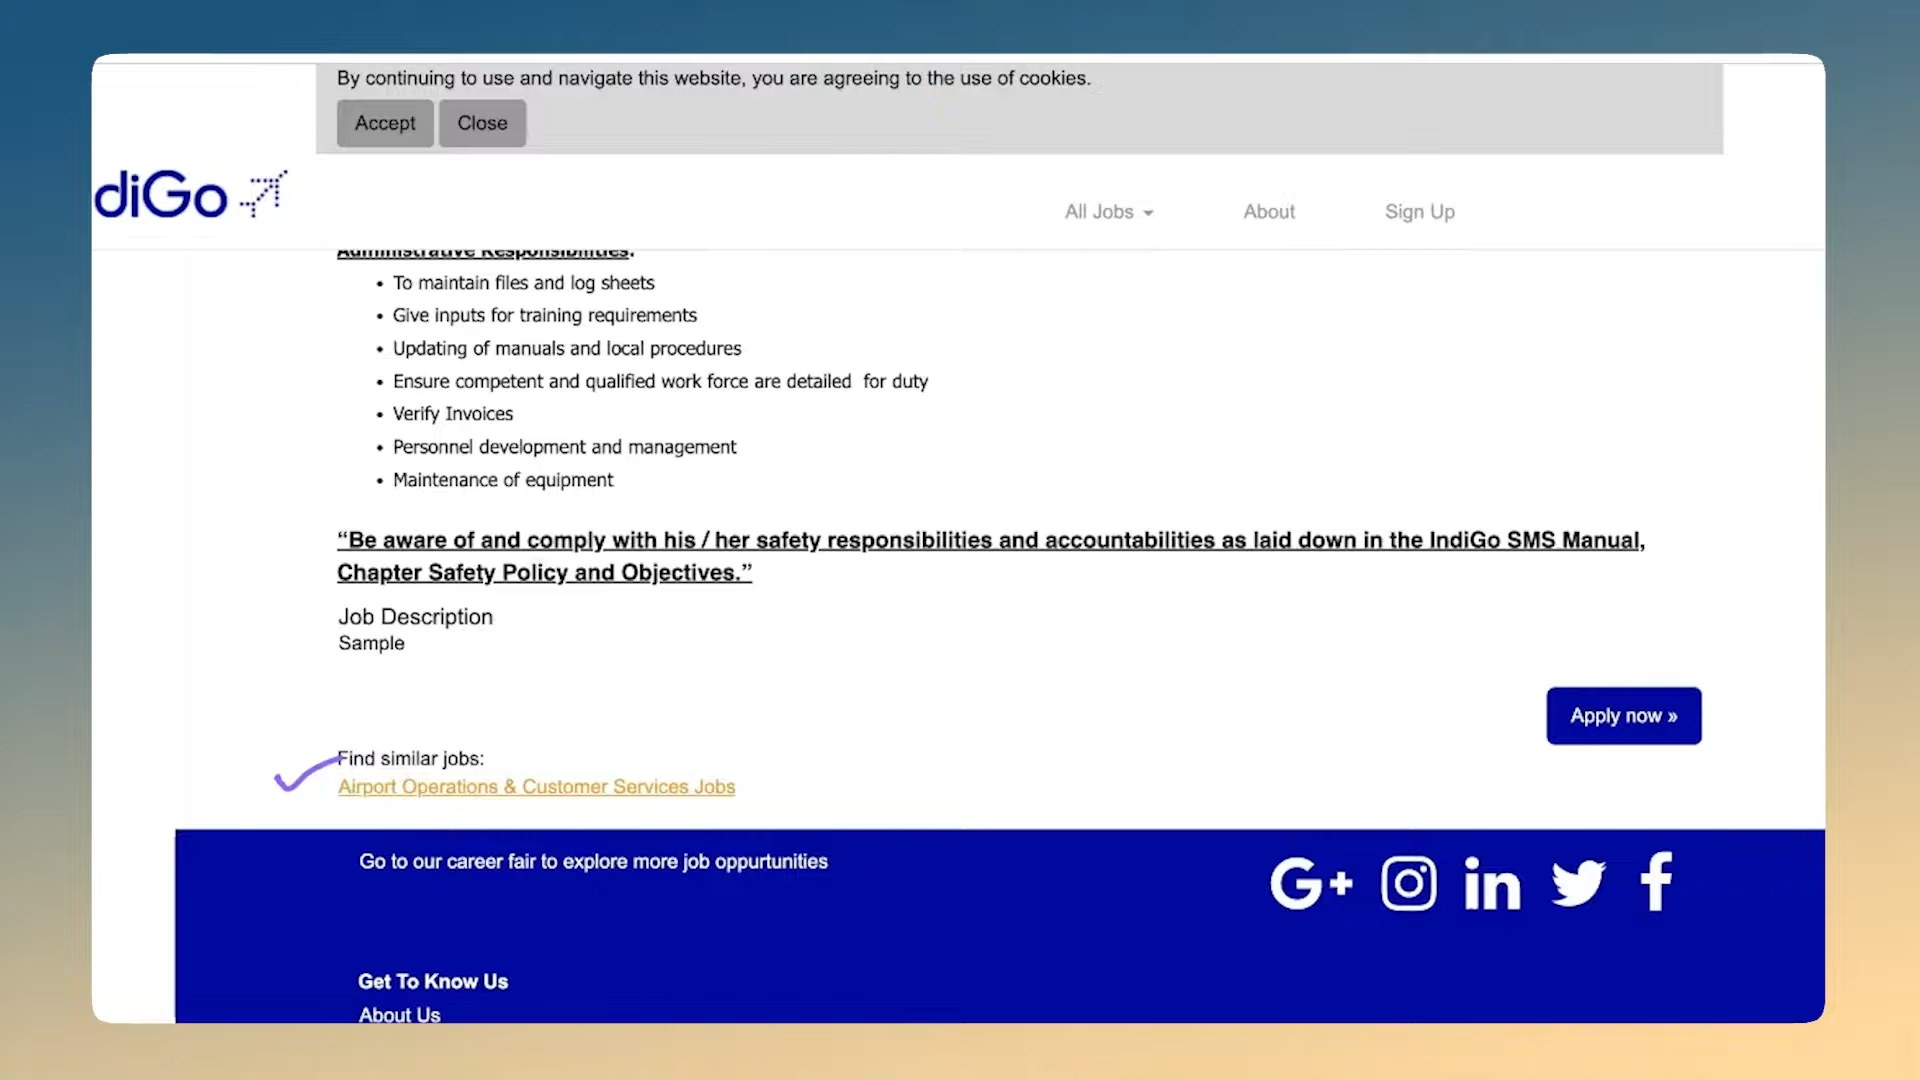 By continuing to use and navigate this website, you are agreeing to the use of cookies.
Accept Close
diGo
All Jobs About Sign Up
Administrative Responsibilities:
• To maintain files and log sheets
• Give inputs for training requirements
• Updating of manuals and local procedures
• Ensure competent and qualified work force are detailed for duty
• Verify Invoices
• Personnel development and management
• Maintenance of equipment
“Be aware of and comply with his / her safety responsibilities and accountabilities as laid down in the IndiGo SMS Manual,
Chapter Safety Policy and Objectives.”
Job Description
Sample
Apply now »
Find similar jobs:
Airport Operations & Customer Services Jobs
Go to our career fair to explore more job oppurtunities
G+ in f
Get To Know Us
About Us